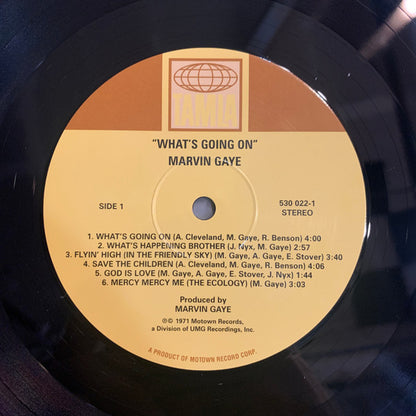 TAMLA
"WHAT'S GOING ON"
MARVIN GAYE
SIDE 1
530 022-1
STEREO
1. WHAT'S GOING ON (A. Cleveland, M. Gaye, R. Benson) 4:00
2. WHAT'S HAPPENING BROTHER (J. Nyx, M. Gaye) 2:57
3. FLYIN' HIGH (IN THE FRIENDLY SKY) (M. Gaye, A. Gaye, E. Stover) 3:40
4. SAVE THE CHILDREN (A. Cleveland, M. Gaye, R. Benson) 4:06
5. GOD IS LOVE (M. Gaye, A. Gaye, E. Stover, J. Nyx) 1:44
6. MERCY MERCY ME (THE ECOLOGY) (M. Gaye) 3:03
Produced by
MARVIN GAYE
℗© 1971 Motown Records,
a Division of UMG Recordings, Inc.
A PRODUCT OF MOTOWN RECORD CORP.